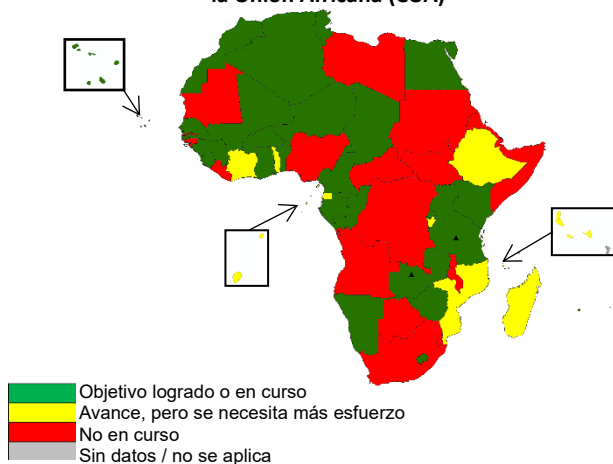 la Unión Africana (CUA)
Objetivo logrado o en curso
Avance, pero se necesita más esfuerzo
No en curso
Sin datos / no se aplica